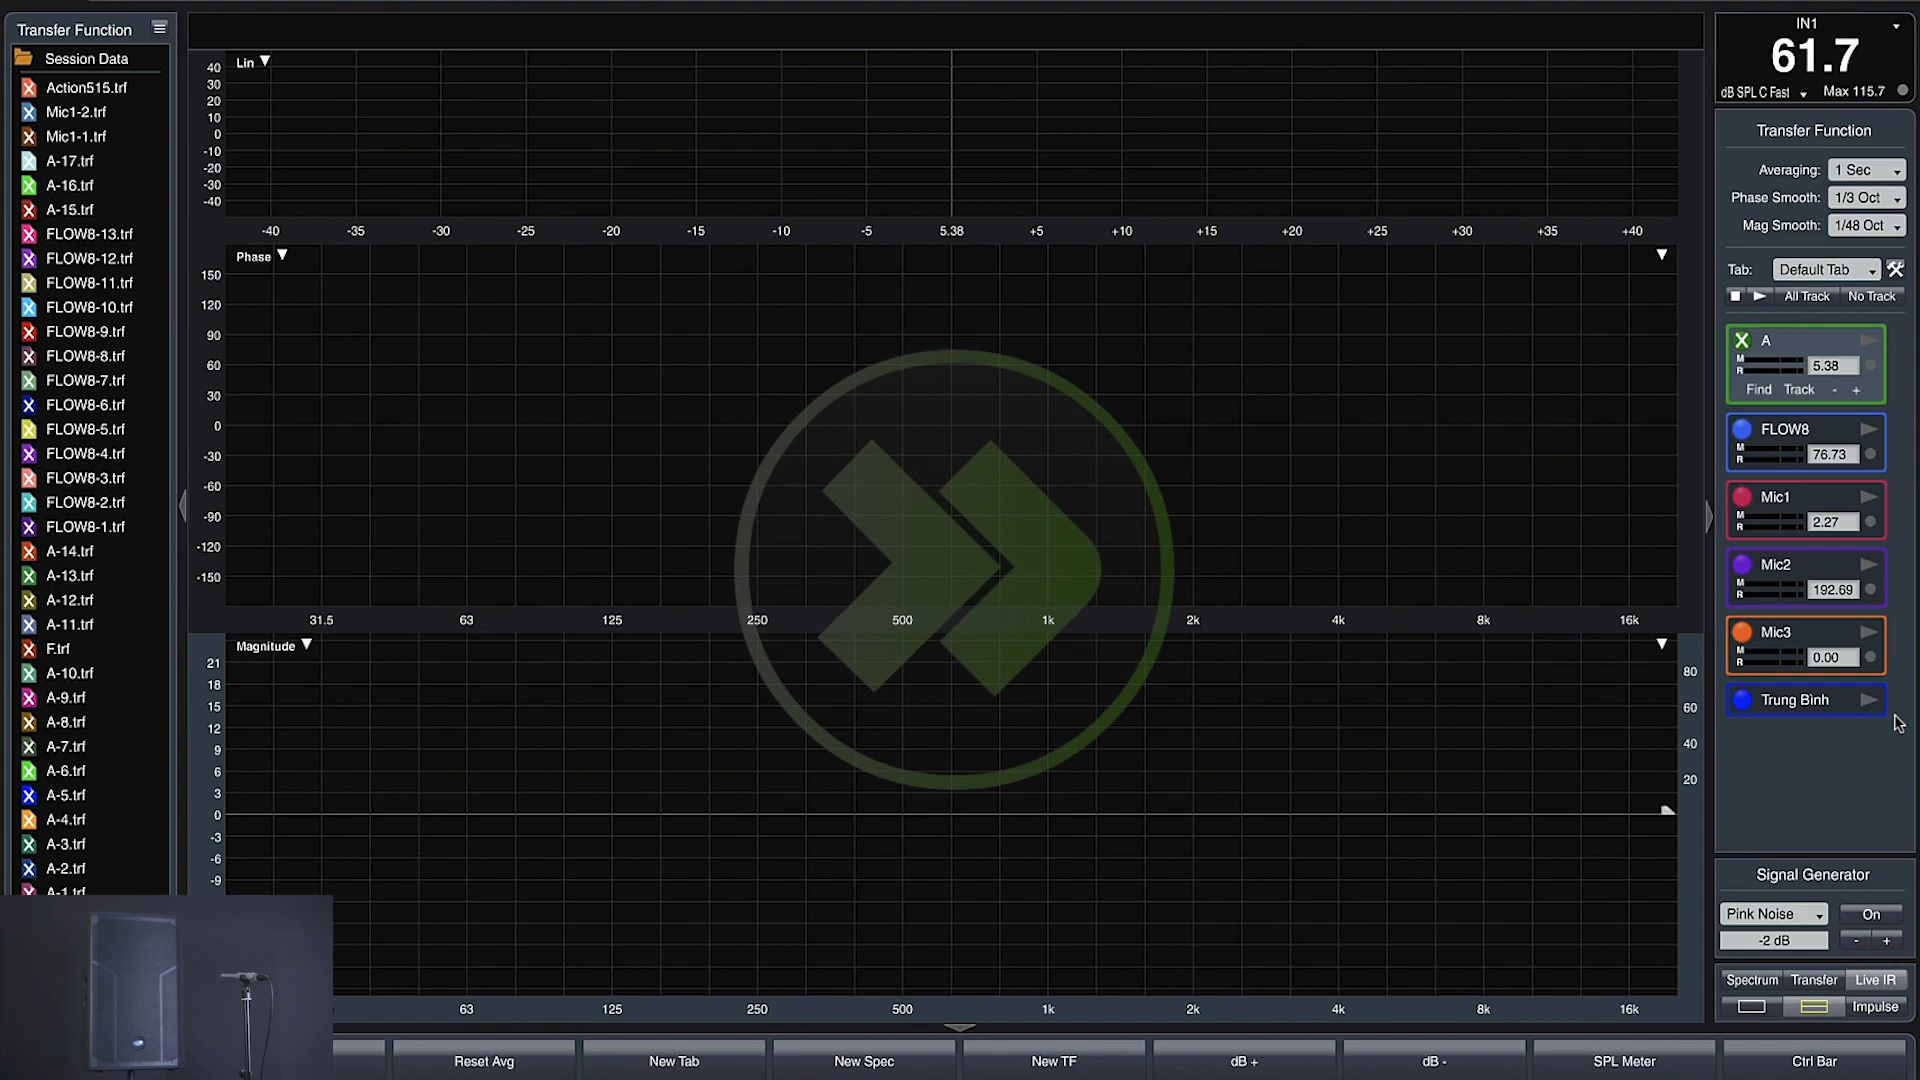 Transfer Function
Session Data
Action515.trf
Mic1-2.trf
Mic1-1.trf
A-17.trf
A-16.trf
A-15.trf
FLOW8-13.trf
FLOW8-12.trf
FLOW8-11.trf
FLOW8-10.trf
FLOW8-9.trf
FLOW8-8.trf
FLOW8-7.trf
FLOW8-6.trf
FLOW8-5.trf
FLOW8-4.trf
FLOW8-3.trf
FLOW8-2.trf
FLOW8-1.trf
A-14.trf
A-13.trf
A-12.trf
A-11.trf
F.trf
A-10.trf
A-9.trf
A-8.trf
A-7.trf
A-6.trf
A-5.trf
A-4.trf
A-3.trf
A-2.trf
A-1.trf
Lin
40
30
20
10
0
-10
-20
-30
-40
-40 -35 -30 -25 -20 -15 -10 -5 5.38 +5 +10 +15 +20 +25 +30 +35 +40
Phase
150
120
90
60
30
0
-30
-60
-90
-120
-150
31.5 63 125 250 500 1k 2k 4k 8k 16k
Magnitude
21
18
15
12
9
6
3
0
-3
-6
-9
80
60
40
20
63 125 250 500 1k 2k 4k 8k 16k
IN1
61.7
dB SPL C Fast Max 115.7
Transfer Function
Averaging: 1 Sec
Phase Smooth: 1/3 Oct
Mag Smooth: 1/48 Oct
Tab: Default Tab
All Track No Track
A
M
R
5.38
Find Track - +
FLOW8
M
R
76.73
Mic1
M
R
2.27
Mic2
M
R
192.69
Mic3
M
R
0.00
Trung Bình
Signal Generator
Pink Noise On
-2 dB - +
Spectrum Transfer Live IR
Impulse
Reset Avg New Tab New Spec New TF dB + dB - SPL Meter Ctrl Bar